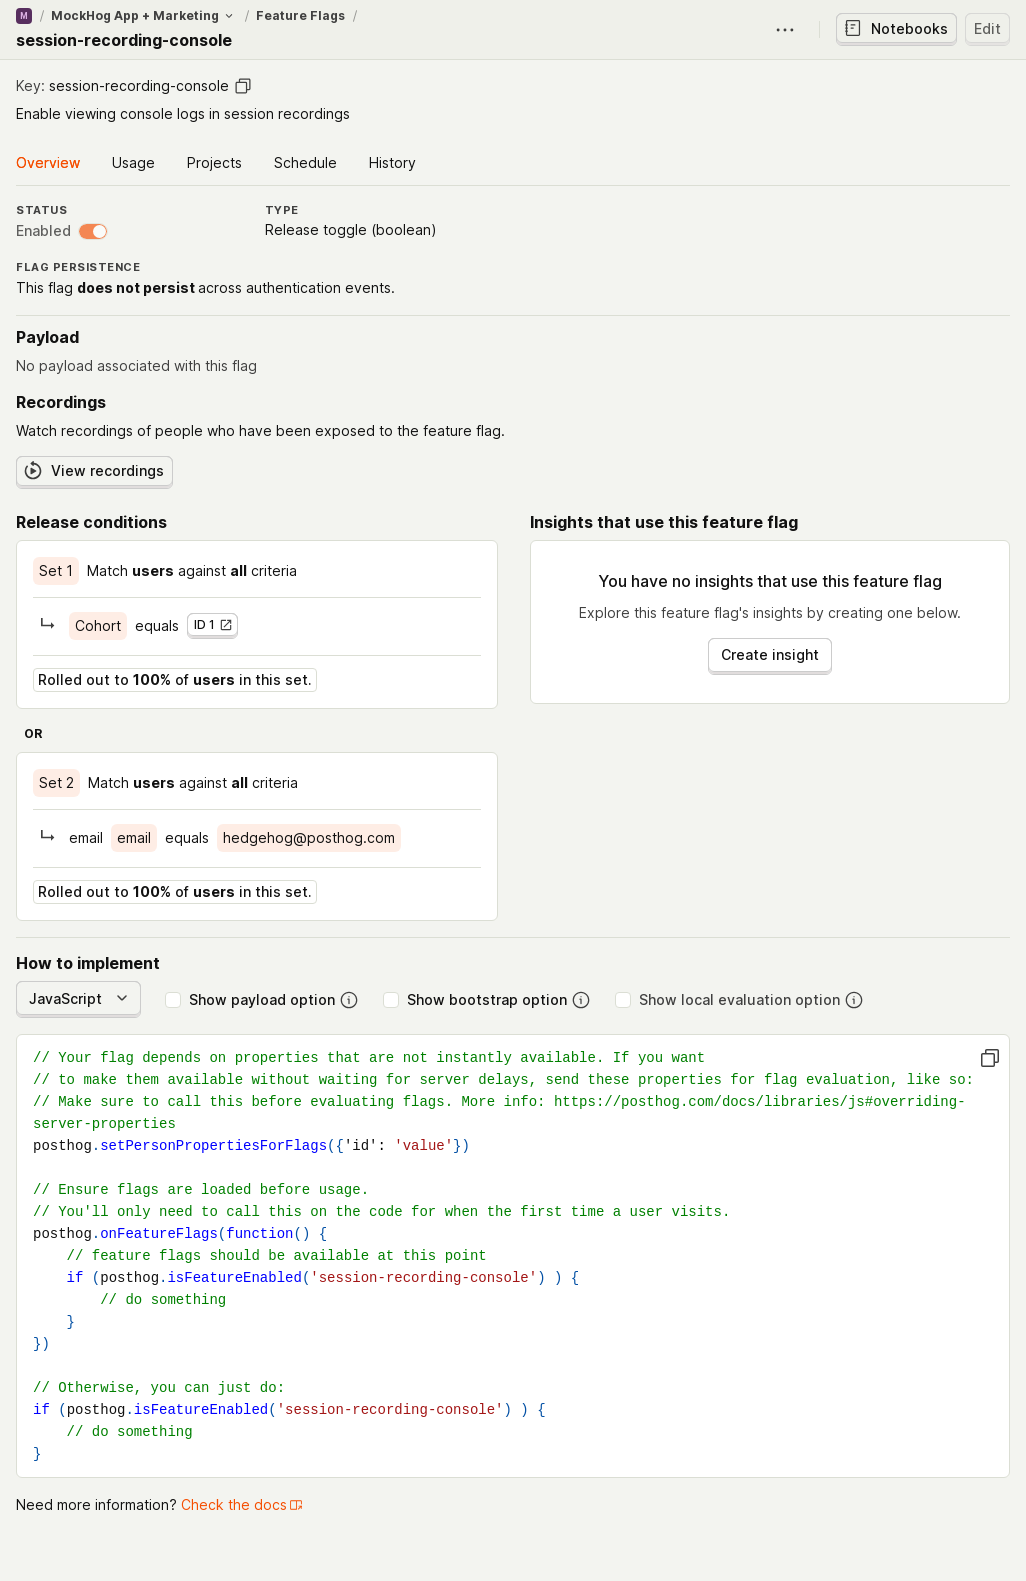 M / MockHog App + Marketing / Feature Flags /
session-recording-console
Notebooks
Edit
Key: session-recording-console
Enable viewing console logs in session recordings
Overview Usage Projects Schedule History
STATUS
Enabled
TYPE
Release toggle (boolean)
FLAG PERSISTENCE
This flag does not persist across authentication events.
Payload
No payload associated with this flag
Recordings
Watch recordings of people who have been exposed to the feature flag.
View recordings
Release conditions
Set 1 Match users against all criteria
Cohort equals ID 1
Rolled out to 100% of users in this set.
OR
Set 2 Match users against all criteria
email email equals hedgehog@posthog.com
Rolled out to 100% of users in this set.
Insights that use this feature flag
You have no insights that use this feature flag
Explore this feature flag's insights by creating one below.
Create insight
How to implement
JavaScript Show payload option Show bootstrap option Show local evaluation option
// Your flag depends on properties that are not instantly available. If you want
// to make them available without waiting for server delays, send these properties for flag evaluation, like so:
// Make sure to call this before evaluating flags. More info: https://posthog.com/docs/libraries/js#overriding-
server-properties
posthog.setPersonPropertiesForFlags({'id': 'value'})
// Ensure flags are loaded before usage.
// You'll only need to call this on the code for when the first time a user visits.
posthog.onFeatureFlags(function() {
    // feature flags should be available at this point
    if (posthog.isFeatureEnabled('session-recording-console') ) {
        // do something
    }
})
// Otherwise, you can just do:
if (posthog.isFeatureEnabled('session-recording-console') ) {
    // do something
}
Need more information? Check the docs